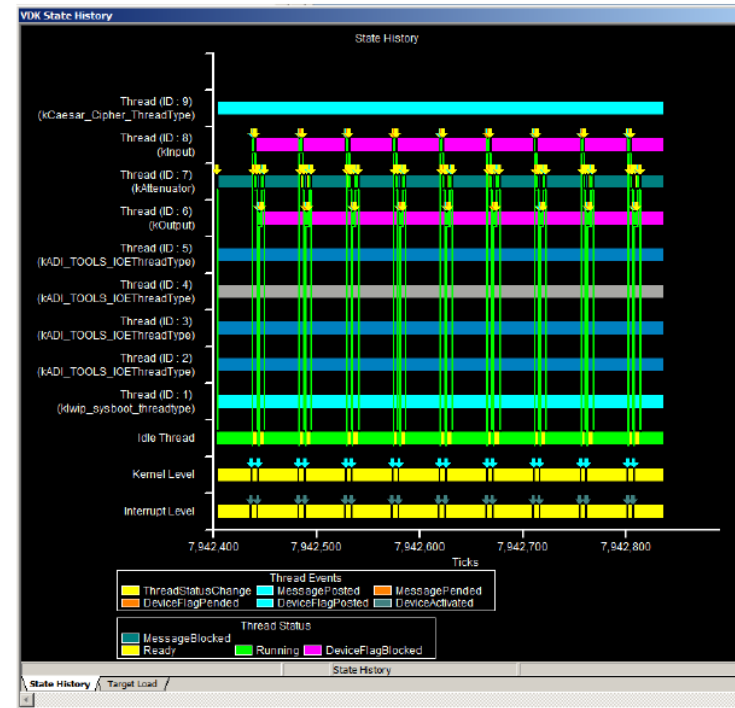 VDK State History
State History
Thread (ID : 9)
(kCaesar_Cipher_ThreadType)
Thread (ID : 8)
(kInput)
Thread (ID : 7)
(kAttenuator)
Thread (ID : 6)
(kOutput)
Thread (ID : 5)
(kADI_TOOLS_IOEThreadType)
Thread (ID : 4)
(kADI_TOOLS_IOEThreadType)
Thread (ID : 3)
(kADI_TOOLS_IOEThreadType)
Thread (ID : 2)
(kADI_TOOLS_IOEThreadType)
Thread (ID : 1)
(klwip_sysboot_threadtype)
Idle Thread
Kernel Level
Interrupt Level
7,942,400 7,942,500 7,942,600 7,942,700 7,942,800
Ticks
Thread Events
ThreadStatusChange MessagePosted MessagePended
DeviceFlagPended DeviceFlagPosted DeviceActivated
Thread Status
MessageBlocked
Ready Running DeviceFlagBlocked
State History
State History Target Load